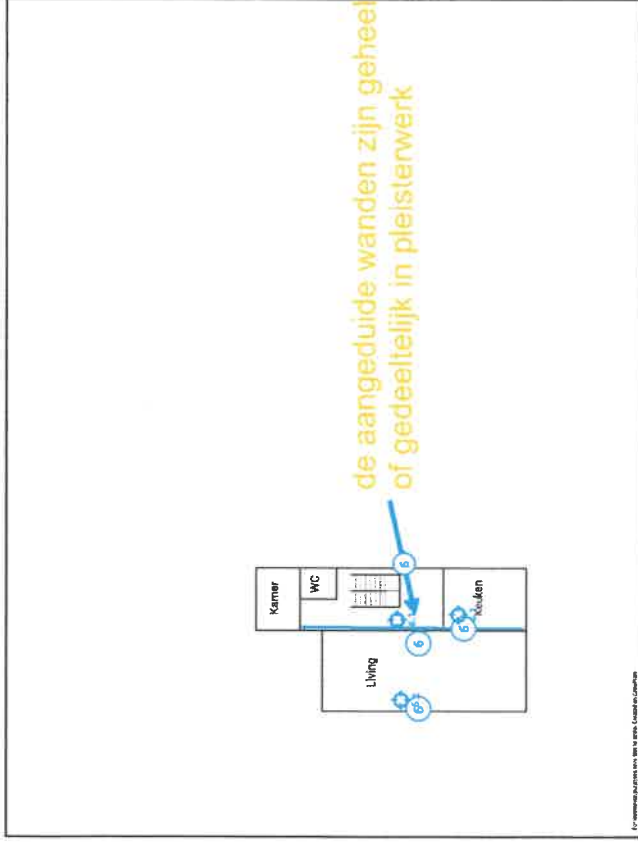 de aangeduide wanden zijn geheel
of gedeeltelijk in pleisterwerk
Kamer
WC
6
Living
6
6
Keuken
6